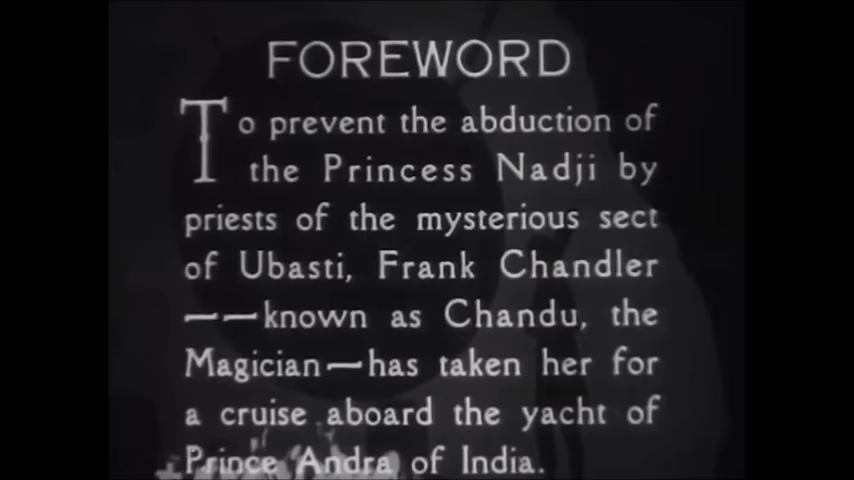 FOREWORD
To prevent the abduction of
the Princess Nadji by
priests of the mysterious sect
of Ubasti, Frank Chandler
——known as Chandu, the
Magician—has taken her for
a cruise aboard the yacht of
Prince Andra of India.